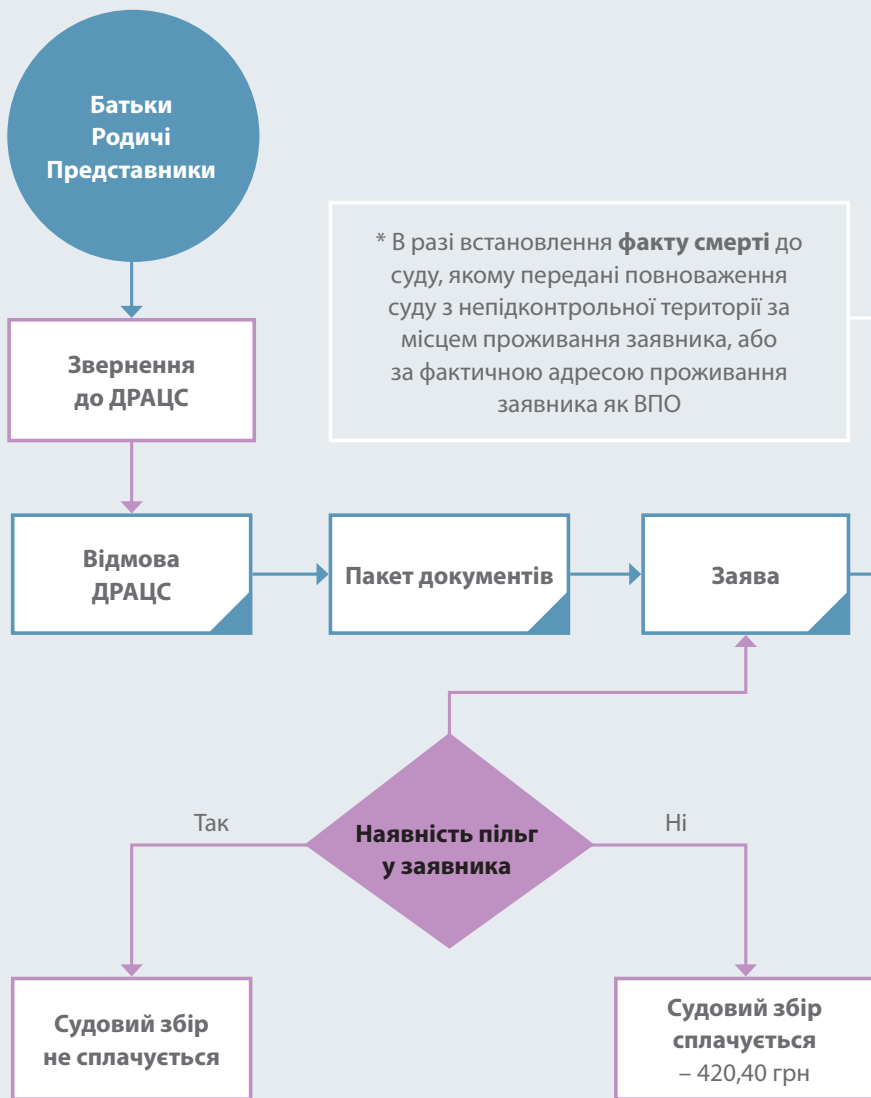 Батьки
Родичі
Представники
* В разі встановлення факту смерті до
суду, якому передані повноваження
суду з непідконтрольної території за
місцем проживання заявника, або
за фактичною адресою проживання
заявника як ВПО
Звернення
до ДРАЦС
Відмова
ДРАЦС
Пакет документів
Заява
Так
Наявність пільг
у заявника
Ні
Судовий збір
не сплачується
Судовий збір
сплачується
– 420,40 грн